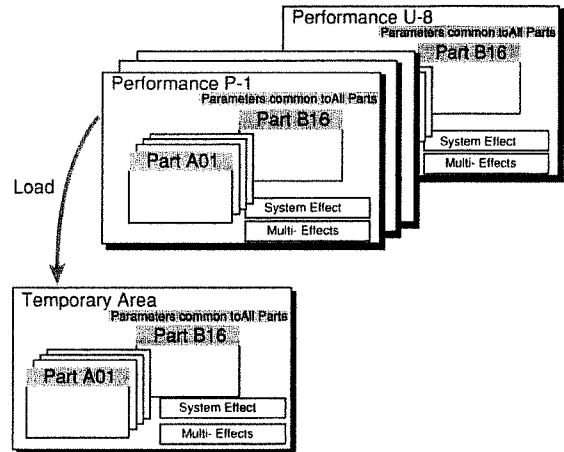 Performance U-8
Parameters common toAll Parts
Part B16
System Effect
Multi- Effects
Performance P-1
Parameters common toAll Parts
Part B16
Part A01
System Effect
Multi- Effects
Load
Temporary Area
Parameters common toAll Parts
Part B16
Part A01
System Effect
Multi- Effects